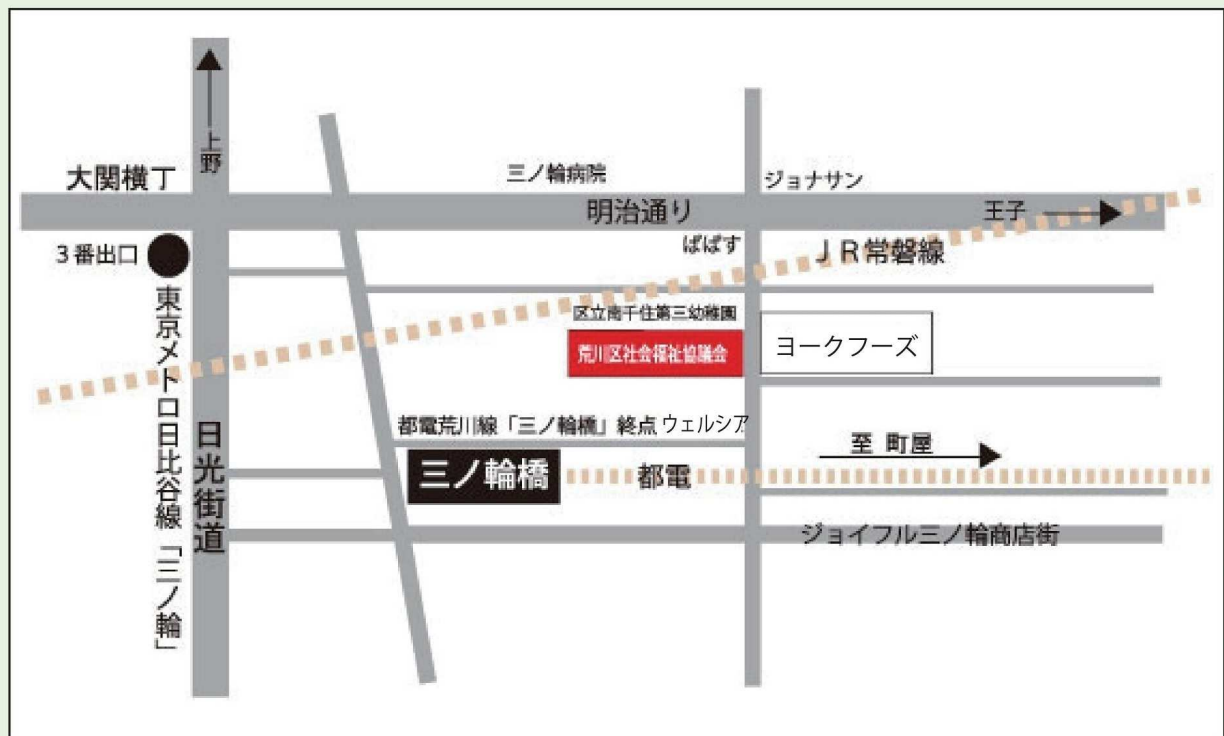 上野
大関横丁
三ノ輪病院
ジョナサン
明治通り
王子
3番出口
ぱぱす
JR常磐線
東京メトロ日比谷線「三ノ輪」
区立南千住第三幼稚園
荒川区社会福祉協議会
ヨークフーズ
日光街道
都電荒川線「三ノ輪橋」終点
ウェルシア
三ノ輪橋
都電
至 町屋
ジョイフル三ノ輪商店街